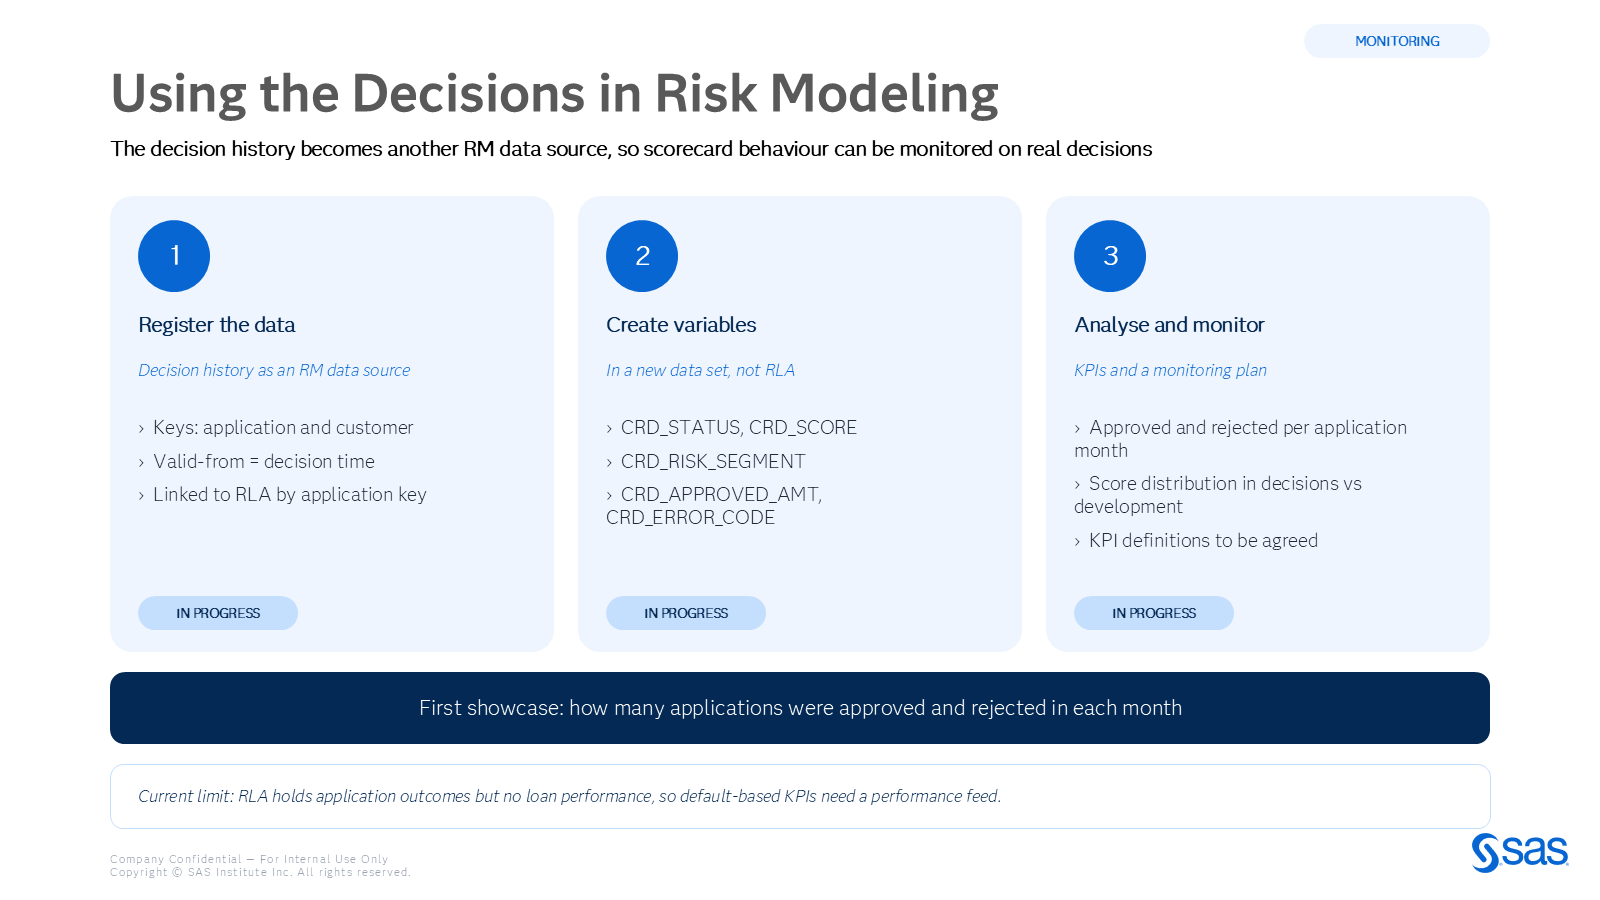 MONITORING
Using the Decisions in Risk Modeling
The decision history becomes another RM data source, so scorecard behaviour can be monitored on real decisions
1
Register the data
Decision history as an RM data source
› Keys: application and customer
› Valid-from = decision time
› Linked to RLA by application key
IN PROGRESS
2
Create variables
In a new data set, not RLA
› CRD_STATUS, CRD_SCORE
› CRD_RISK_SEGMENT
› CRD_APPROVED_AMT,
CRD_ERROR_CODE
IN PROGRESS
3
Analyse and monitor
KPIs and a monitoring plan
› Approved and rejected per application
month
› Score distribution in decisions vs
development
› KPI definitions to be agreed
IN PROGRESS
First showcase: how many applications were approved and rejected in each month
Current limit: RLA holds application outcomes but no loan performance, so default-based KPIs need a performance feed.
Company Confidential – For Internal Use Only
Copyright © SAS Institute Inc. All rights reserved.
sas